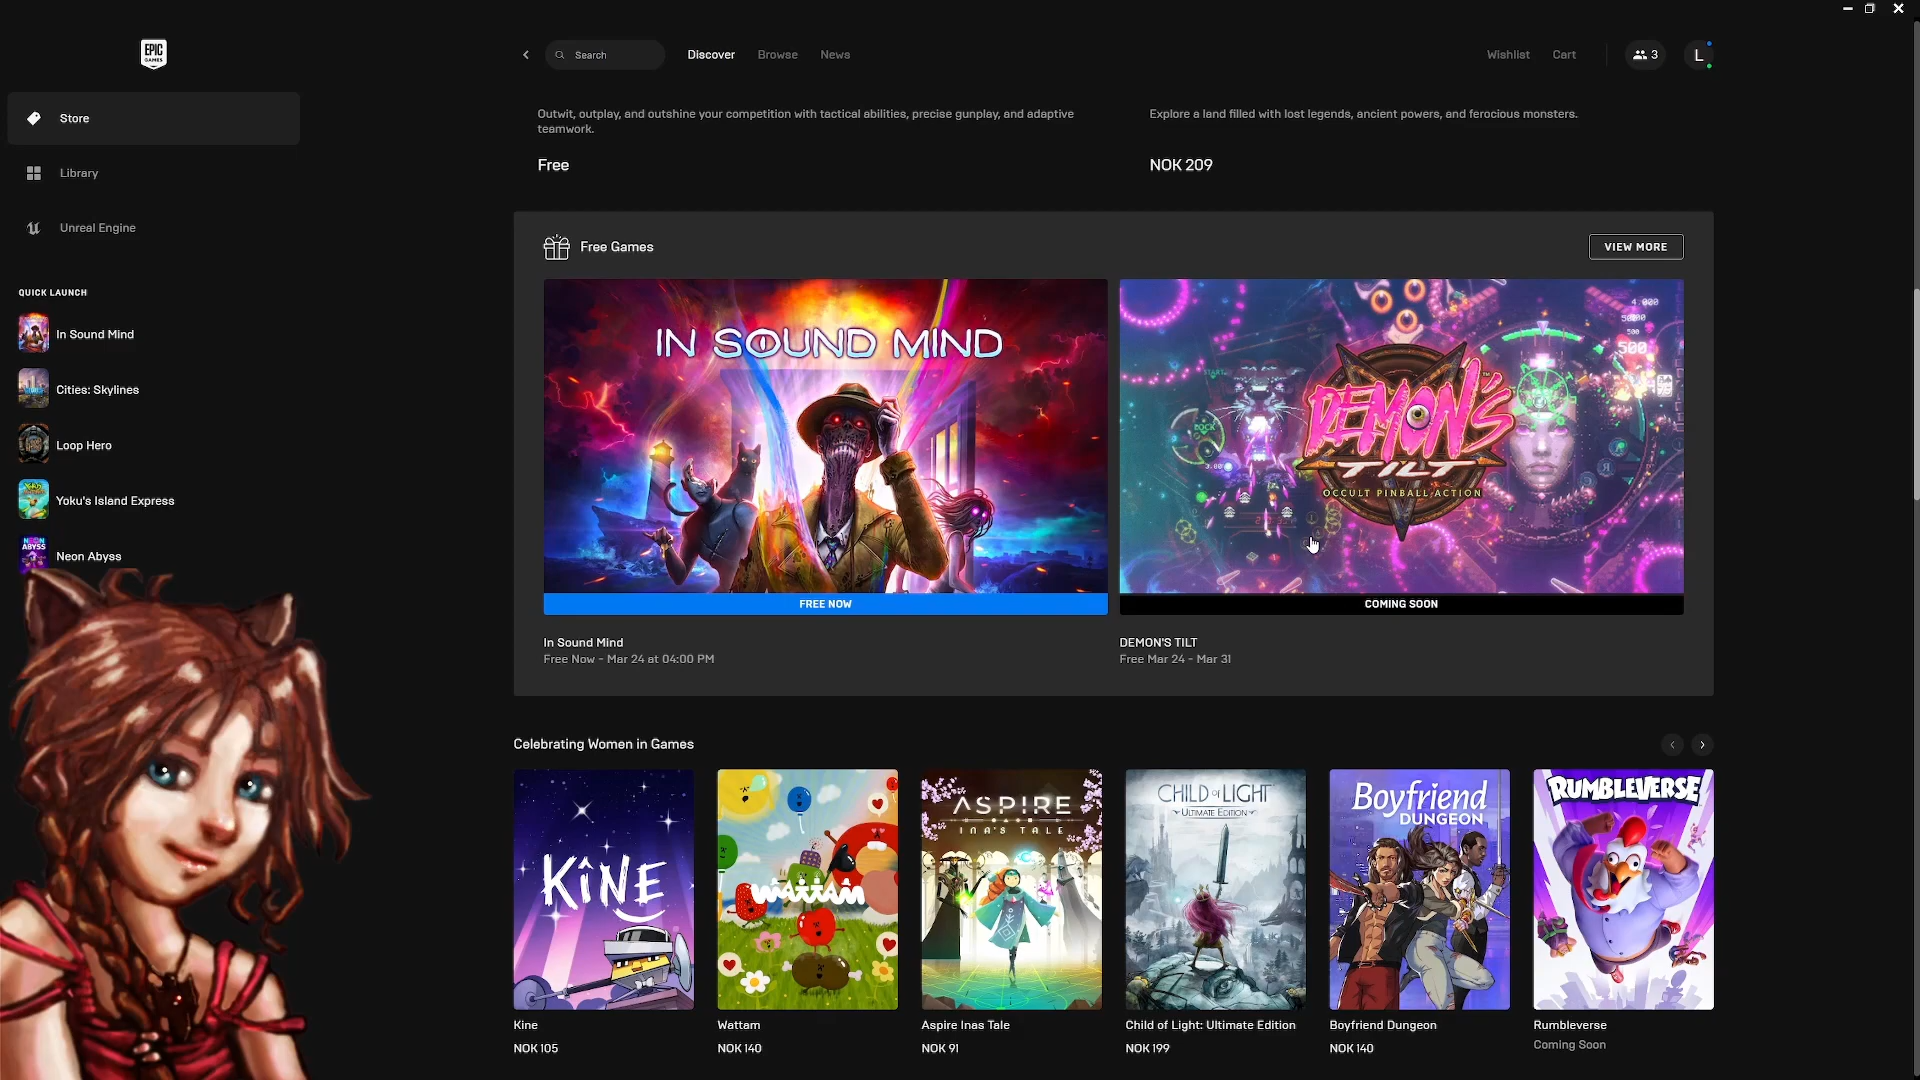 EPIC
GAMES
Search
Discover
Browse
News
Wishlist
Cart
3
L
Store
Library
Unreal Engine
QUICK LAUNCH
In Sound Mind
Cities: Skylines
Loop Hero
Yoku's Island Express
NEON
ABYSS
Neon Abyss
Outwit, outplay, and outshine your competition with tactical abilities, precise gunplay, and adaptive
teamwork.
Free
Explore a land filled with lost legends, ancient powers, and ferocious monsters.
NOK 209
Free Games
VIEW MORE
IN SOUND MIND
FREE NOW
In Sound Mind
Free Now - Mar 24 at 04:00 PM
4.000
500
500
DEMON'S
TILT
OCCULT PINBALL ACTION
COMING SOON
DEMON'S TILT
Free Mar 24 - Mar 31
Celebrating Women in Games
KINE
Kine
NOK 105
WATTAM
Wattam
NOK 140
ASPIRE
INA'S TALE
Aspire Inas Tale
NOK 91
CHILD OF LIGHT
ULTIMATE EDITION
Child of Light: Ultimate Edition
NOK 199
Boyfriend
DUNGEON
Boyfriend Dungeon
NOK 140
RUMBLEVERSE
Rumbleverse
Coming Soon